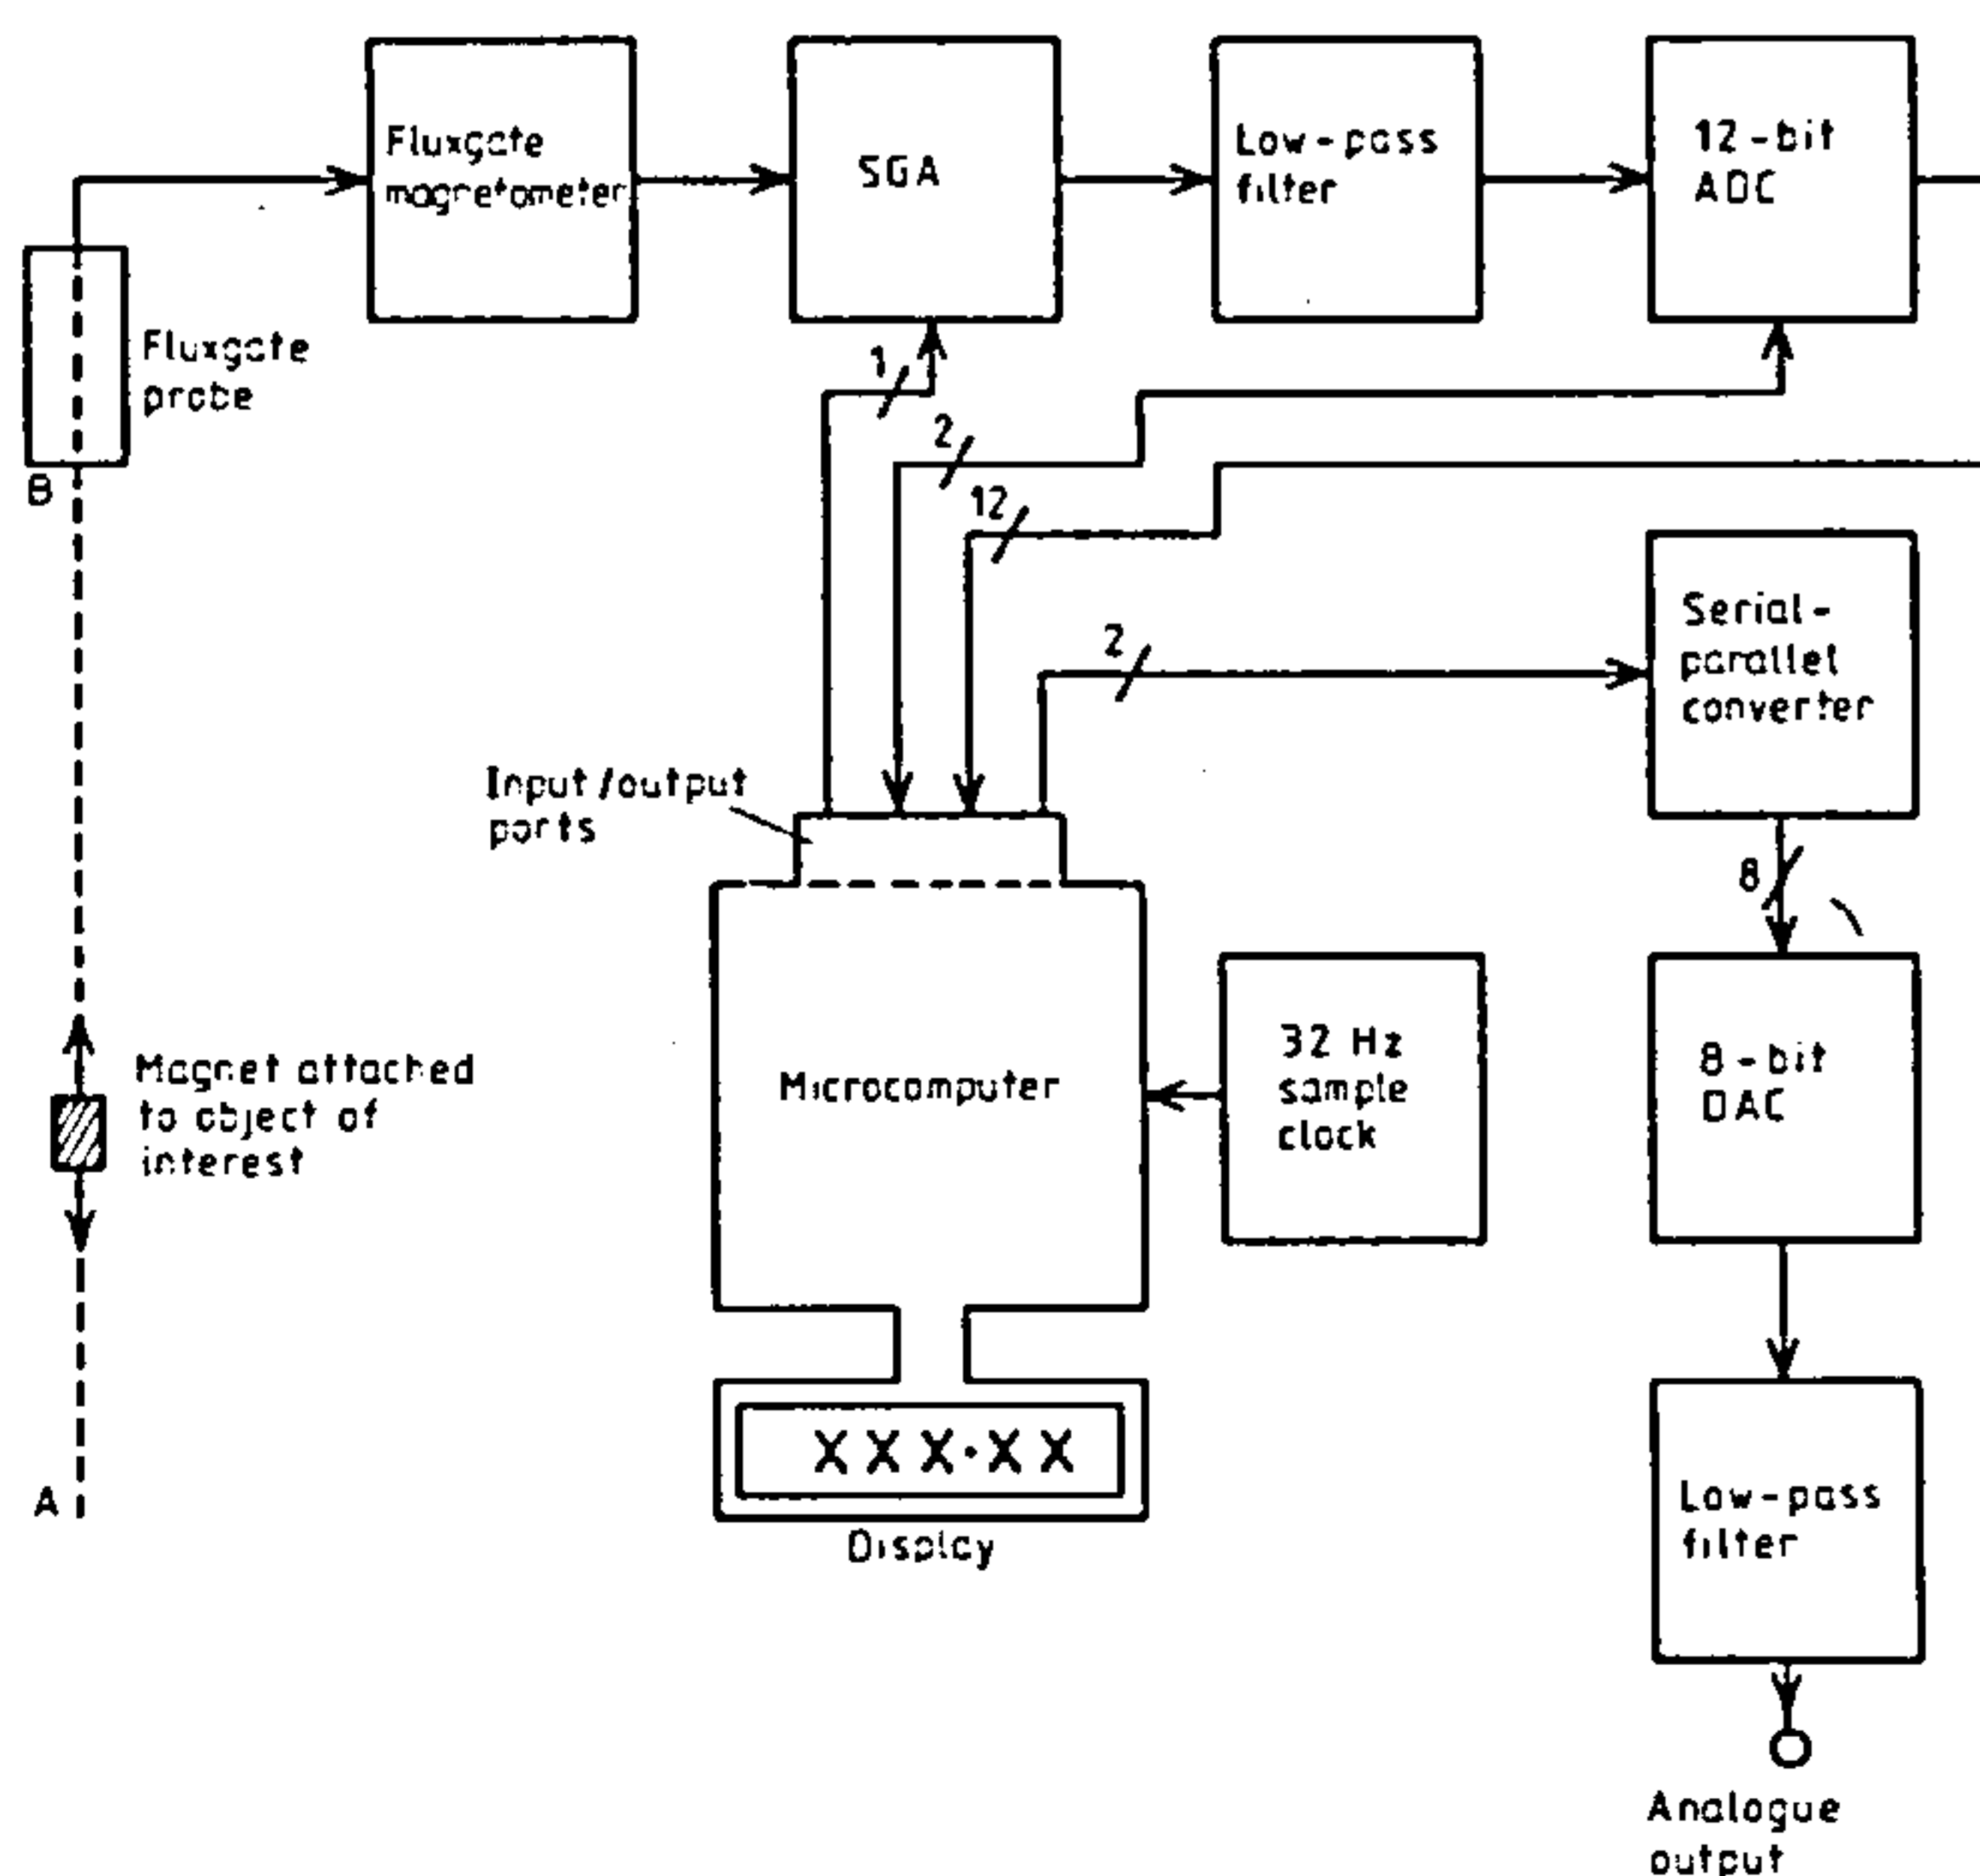 Fluxgate
magnetometer
SGA
Low-pass
filter
12-bit
ADC
Fluxgate
probe
B
1
2
12
2
Serial-
parallel
converter
Input/output
ports
8
Magnet attached
to object of
interest
Microcomputer
32 Hz
sample
clock
8-bit
DAC
A
XXX·XX
Display
Low-pass
filter
Analogue
output